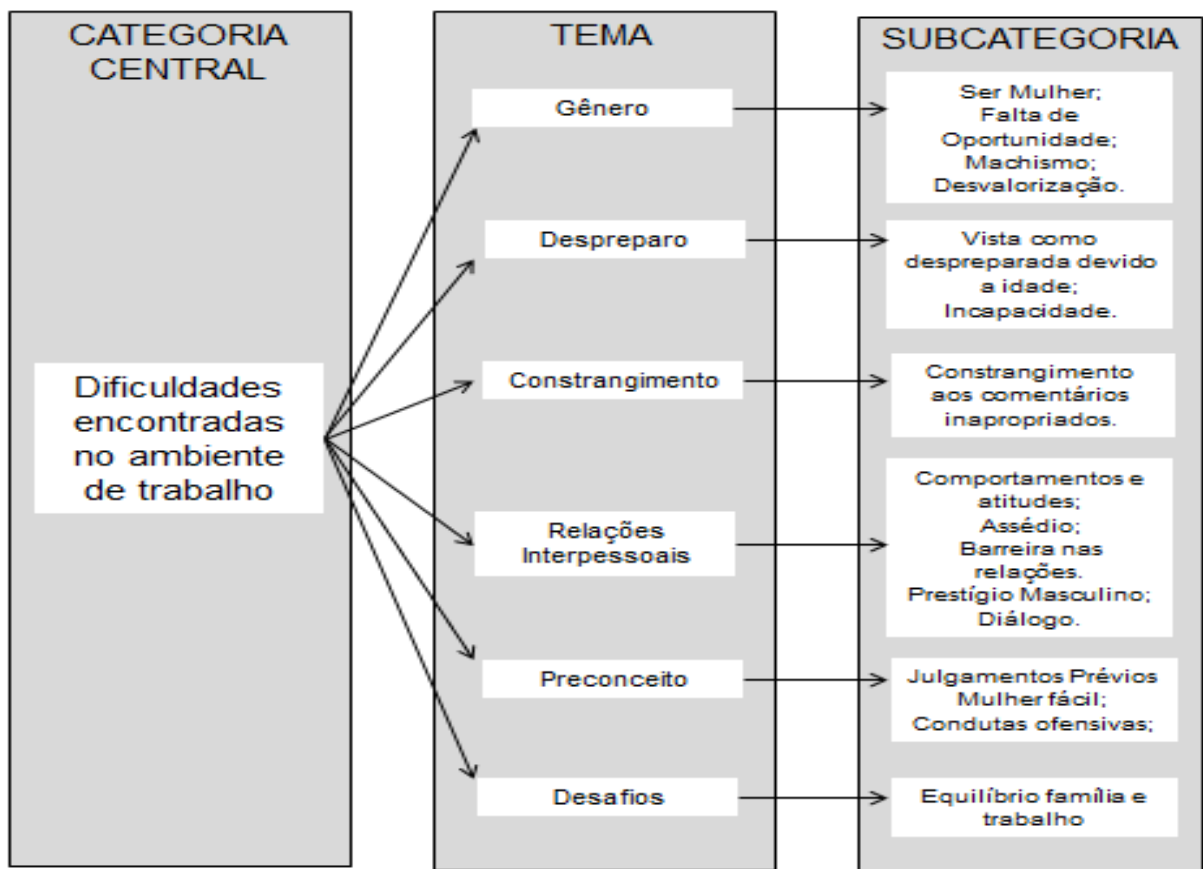 CATEGORIA
CENTRAL
Dificuldades
encontradas
no ambiente
de trabalho
TEMA
Gênero
Despreparo
Constrangimento
Relações
Interpessoais
Preconceito
Desafios
SUBCATEGORIA
Ser Mulher;
Falta de
Oportunidade;
Machismo;
Desvalorização.
Vista como
despreparada devido
a idade;
Incapacidade.
Constrangimento
aos comentários
inapropriados.
Comportamentos e
atitudes;
Assédio;
Barreira nas
relações.
Prestígio Masculino;
Diálogo.
Julgamentos Prévios
Mulher fácil;
Condutas ofensivas;
Equilíbrio família e
trabalho